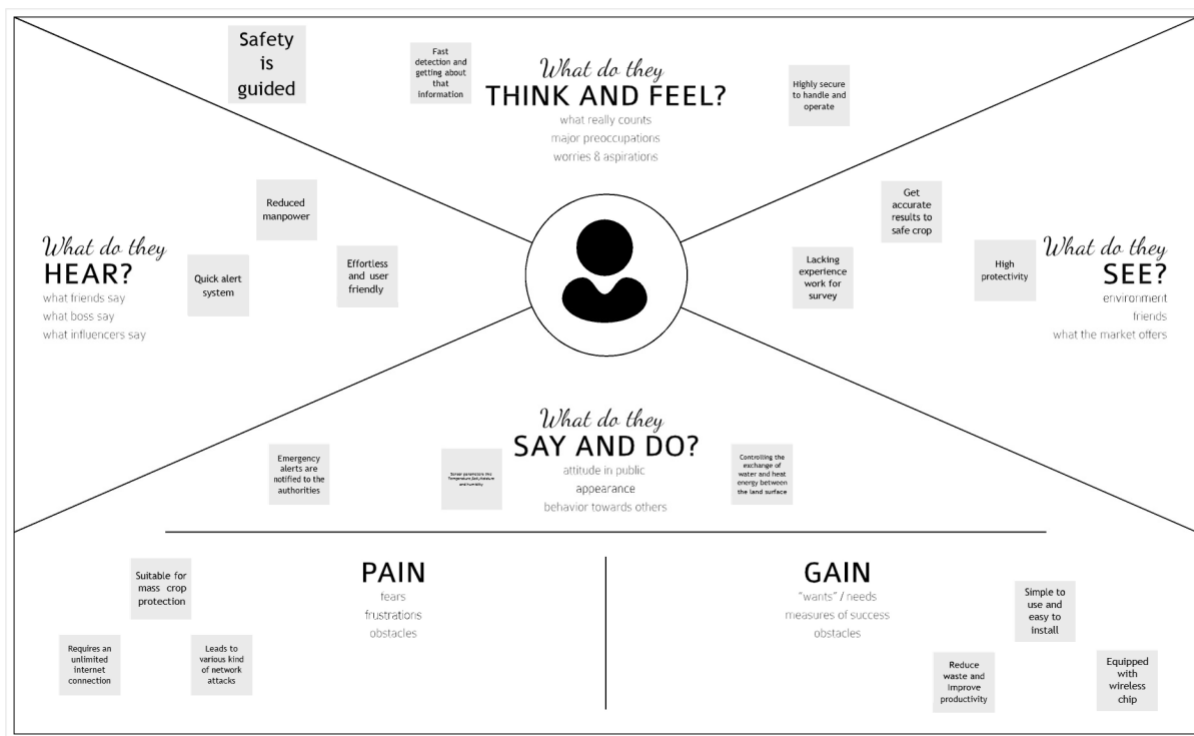 Safety
is
guided
Fast
detection and
getting about
that
information
What do they
THINK AND FEEL?
what really counts
major preoccupations
worries & aspirations
Highly secure
to handle and
operate
What do they
HEAR?
what friends say
what boss say
what influencers say
Reduced
manpower
Quick alert
system
Effortless
and user
friendly
Get
accurate
results to
safe crop
Lacking
experience
work for
survey
High
protectivity
What do they
SEE?
environment
friends
what the market offers
What do they
SAY AND DO?
attitude in public
appearance
behavior towards others
Emergency
alerts are
notified to the
authorities
parameters like
Temperature
and humidity
Controlling the
exchange of
water and heat
energy between
the land surface
PAIN
fears
frustrations
obstacles
Suitable for
mass crop
protection
Requires an
unlimited
internet
connection
Leads to
various kind
of network
attacks
GAIN
"wants" / needs
measures of success
obstacles
Simple to
use and
easy to
install
Reduce
waste and
improve
productivity
Equipped
with
wireless
chip